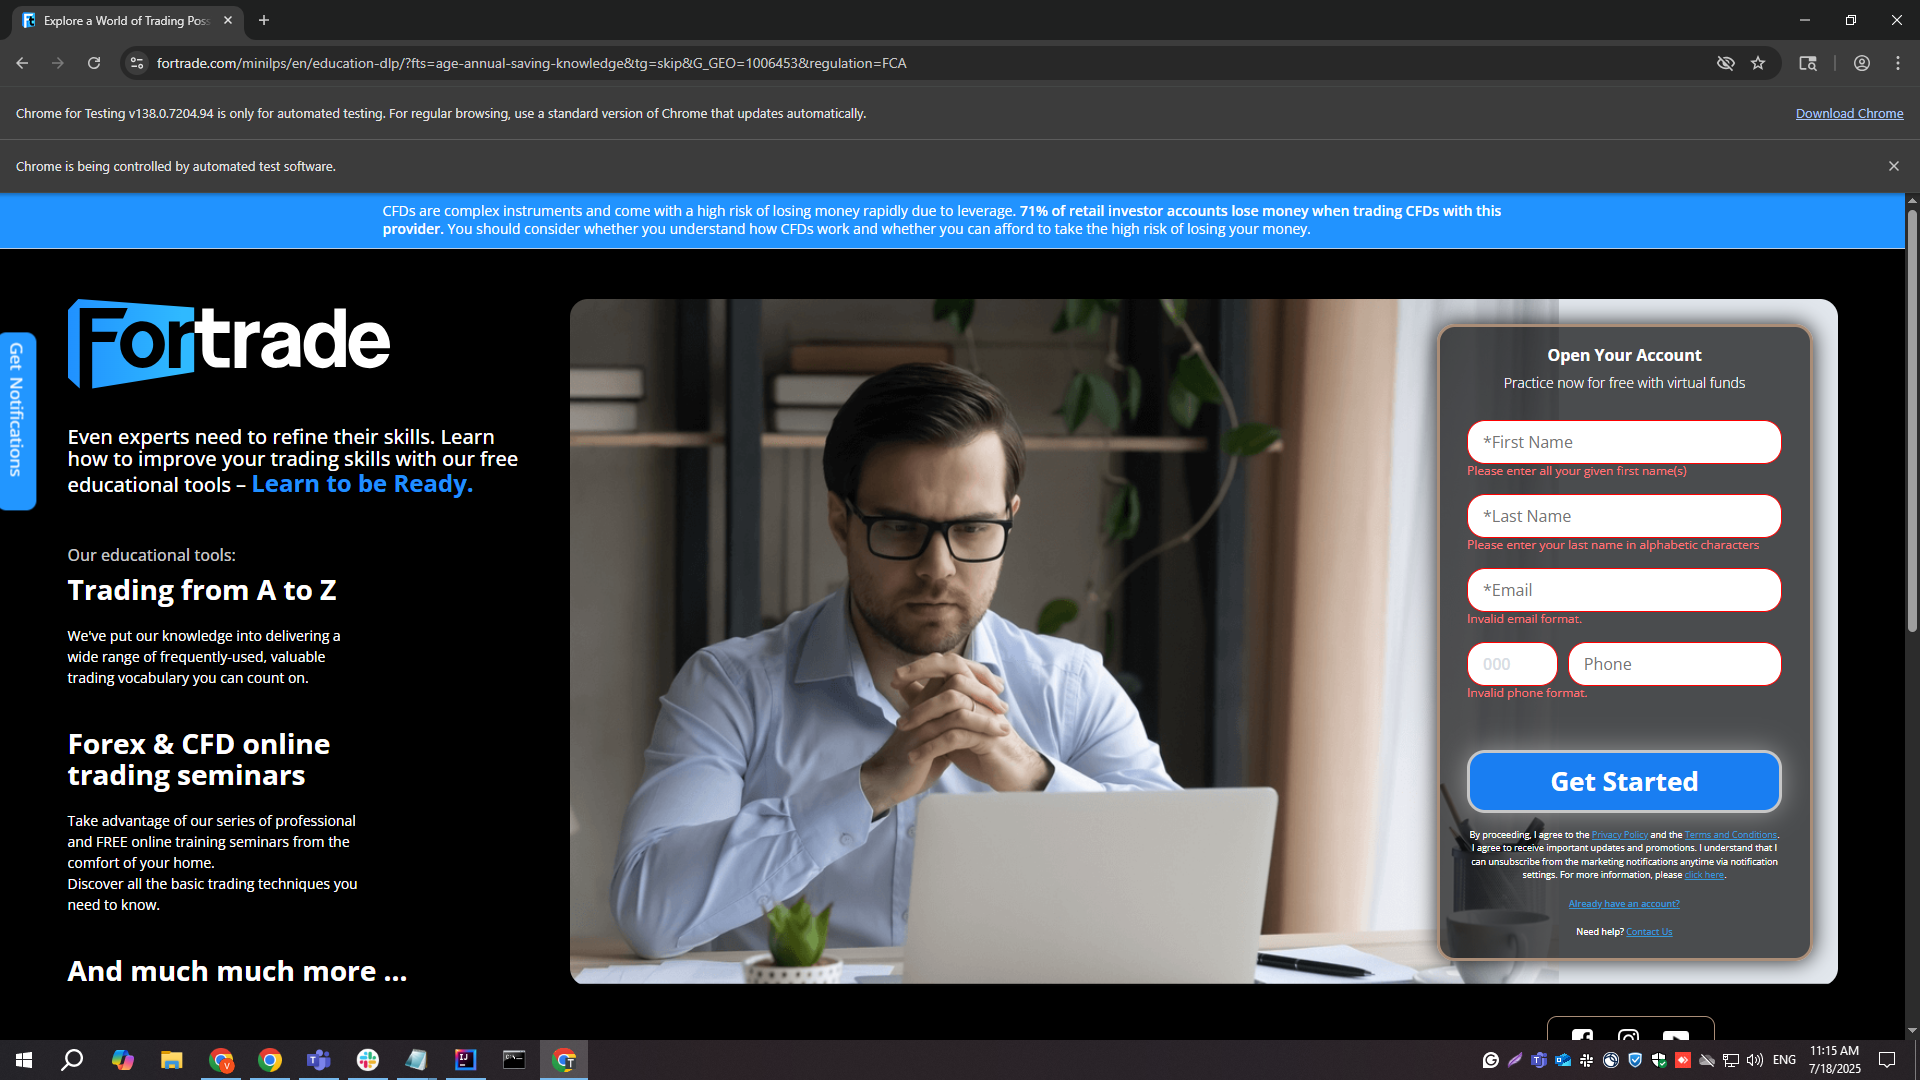 Explore a World of Trading Poss
fortrade.com/minilps/en/education-dlp/?fts=age-annual-saving-knowledge&tg=skip&G_GEO=1006453&regulation=FCA
Chrome for Testing v138.0.7204.94 is only for automated testing. For regular browsing, use a standard version of Chrome that updates automatically.
Download Chrome
Chrome is being controlled by automated test software.
CFDs are complex instruments and come with a high risk of losing money rapidly due to leverage. 71% of retail investor accounts lose money when trading CFDs with this
provider. You should consider whether you understand how CFDs work and whether you can afford to take the high risk of losing your money.
Get Notifications
Fortrade
Even experts need to refine their skills. Learn
how to improve your trading skills with our free
educational tools – Learn to be Ready.
Our educational tools:
Trading from A to Z
We've put our knowledge into delivering a
wide range of frequently-used, valuable
trading vocabulary you can count on.
Forex & CFD online
trading seminars
Take advantage of our series of professional
and FREE online training seminars from the
comfort of your home.
Discover all the basic trading techniques you
need to know.
And much much more ...
Open Your Account
Practice now for free with virtual funds
*First Name
Please enter all your given first name(s)
*Last Name
Please enter your last name in alphabetic characters
*Email
Invalid email format.
000 Phone
Invalid phone format.
Get Started
By proceeding, I agree to the Privacy Policy and the Terms and Conditions.
I agree to receive important updates and promotions. I understand that I
can unsubscribe from the marketing notifications anytime via notification
settings. For more information, please click here.
Already have an account?
Need help? Contact Us
ENG
11:15 AM
7/18/2025